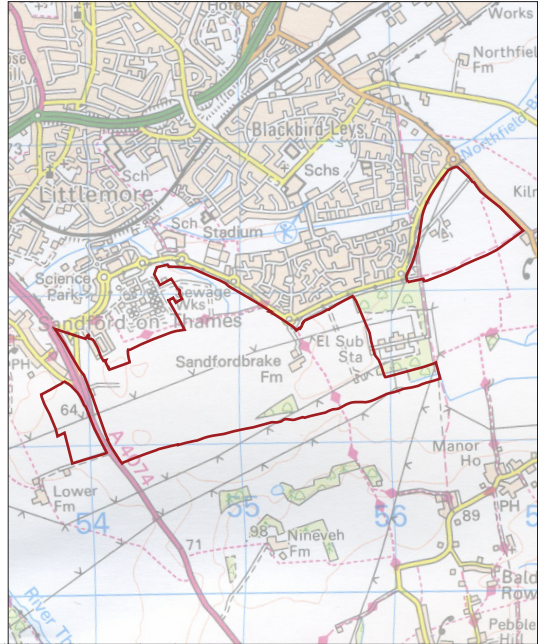 Hotel
Works
Northfield
Fm
Blackbird Leys
Northfield B
73
Sch
Schs
Littlemore
Kiln
Sch
Stadium
Science
Park
Sewage
Wks
Sandford-on-Thames
El Sub
Sta
Sandfordbrake
Fm
PH
64
A 4074
Manor
Ho
Lower
Fm
54
55
56
PH
89
5
98
Nineveh
Fm
71
Bald
Row
River Th
Pebble
Hill